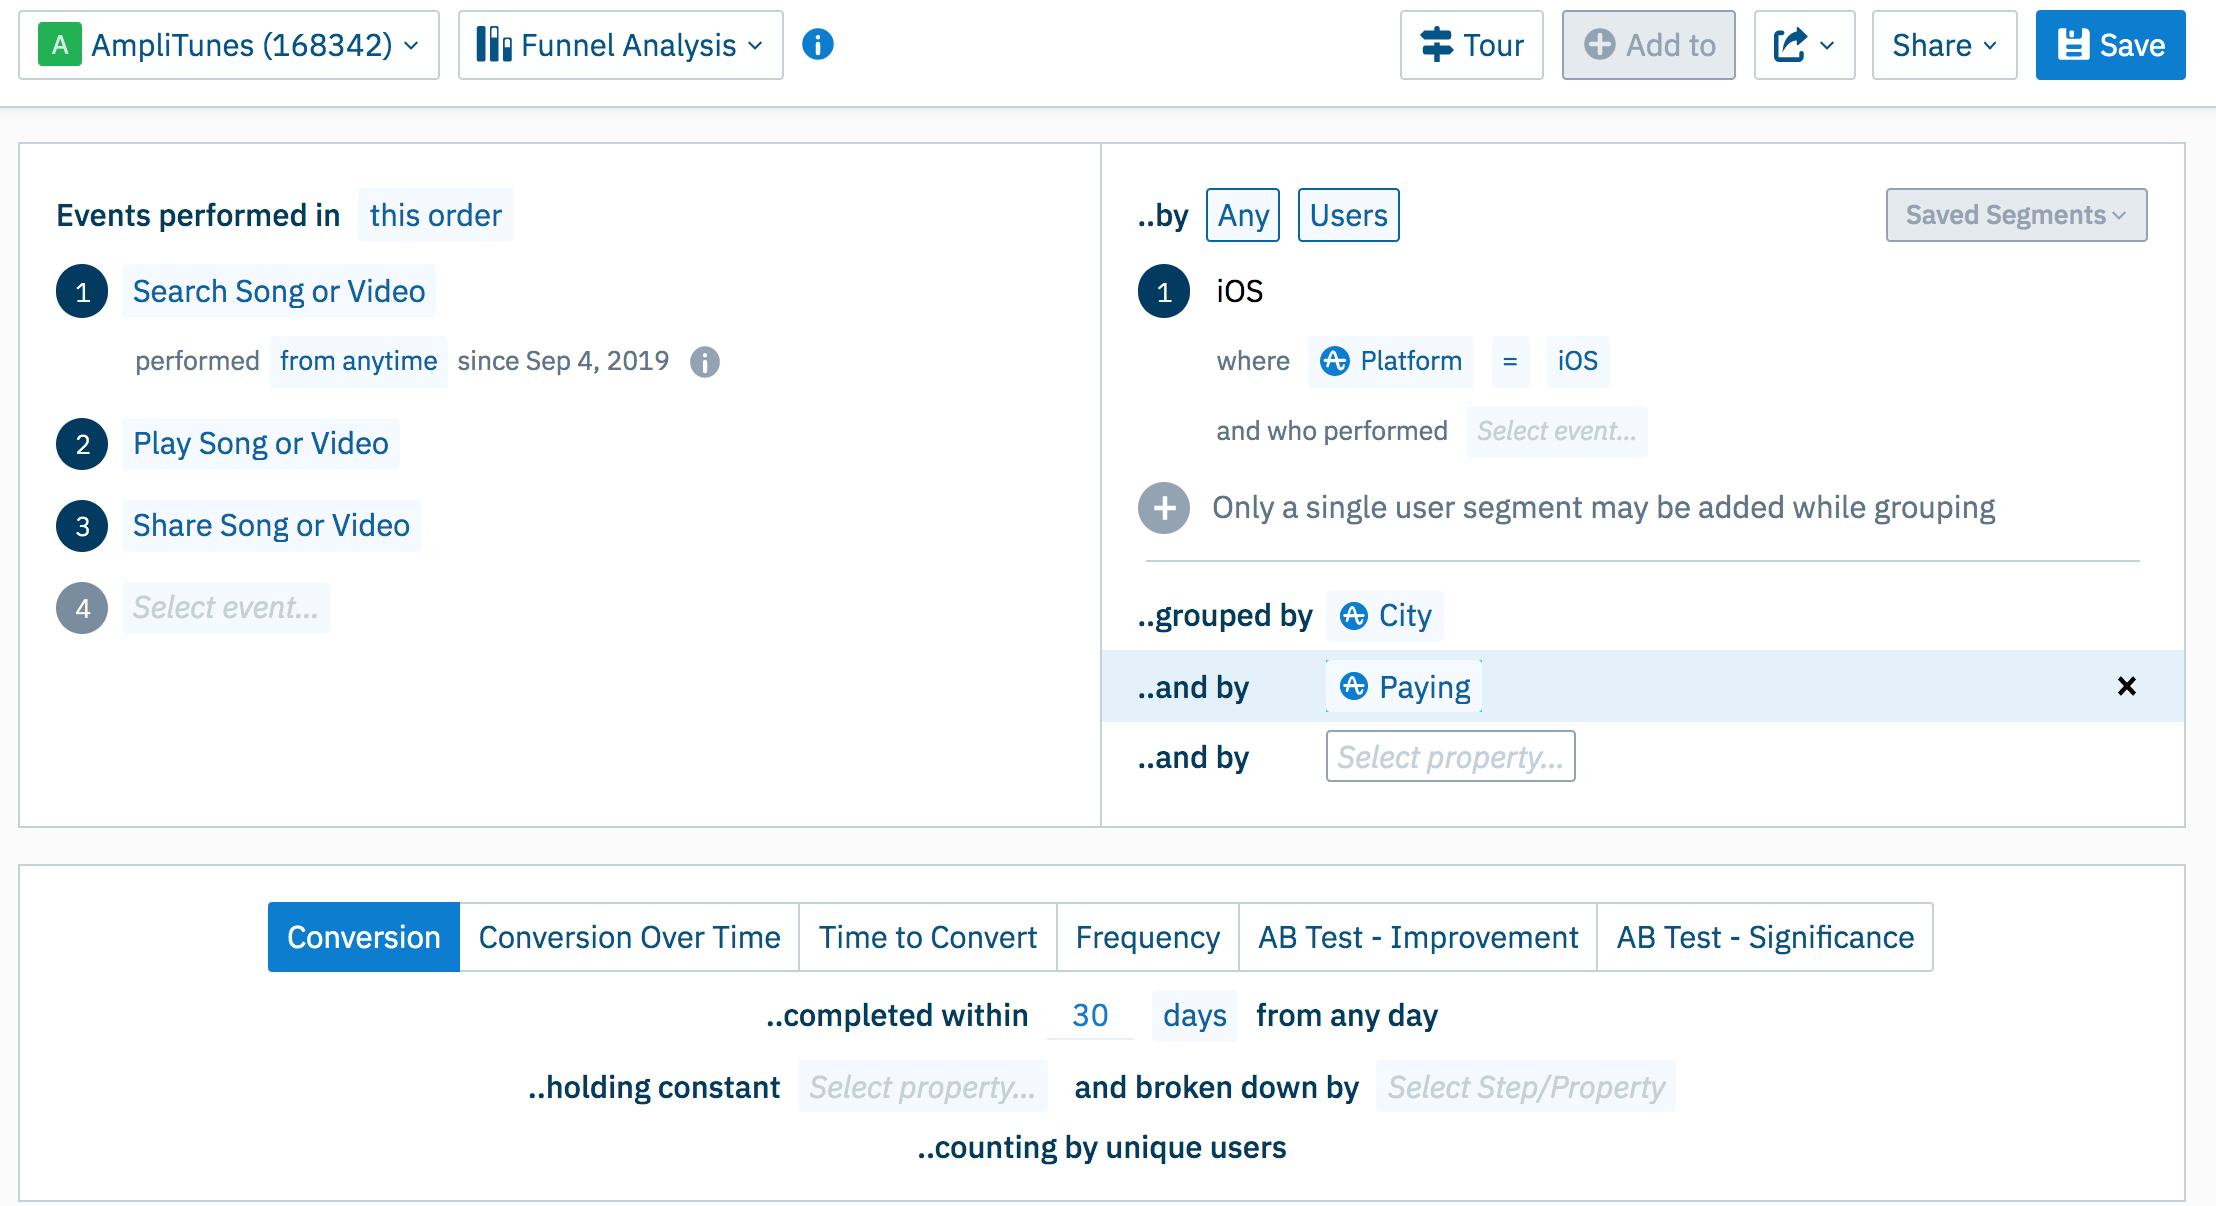 A AmpliTunes (168342) Funnel Analysis Tour Add to Share Save
Events performed in this order
1 Search Song or Video
performed from anytime since Sep 4, 2019
2 Play Song or Video
3 Share Song or Video
4 Select event...
..by Any Users Saved Segments
1 iOS
where Platform = iOS
and who performed Select event...
+ Only a single user segment may be added while grouping
..grouped by City
..and by Paying
..and by Select property...
Conversion Conversion Over Time Time to Convert Frequency AB Test - Improvement AB Test - Significance
..completed within 30 days from any day
..holding constant Select property... and broken down by Select Step/Property
..counting by unique users